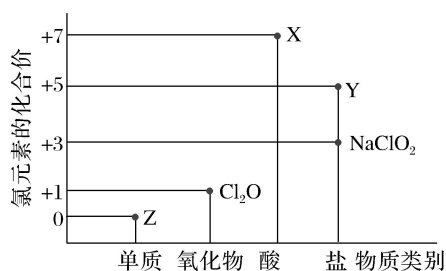 氯元素的化合价
+7
X
+5
Y
+3
NaClO₂
+1
Cl₂O
0
Z
单质 氧化物 酸 盐 物质类别